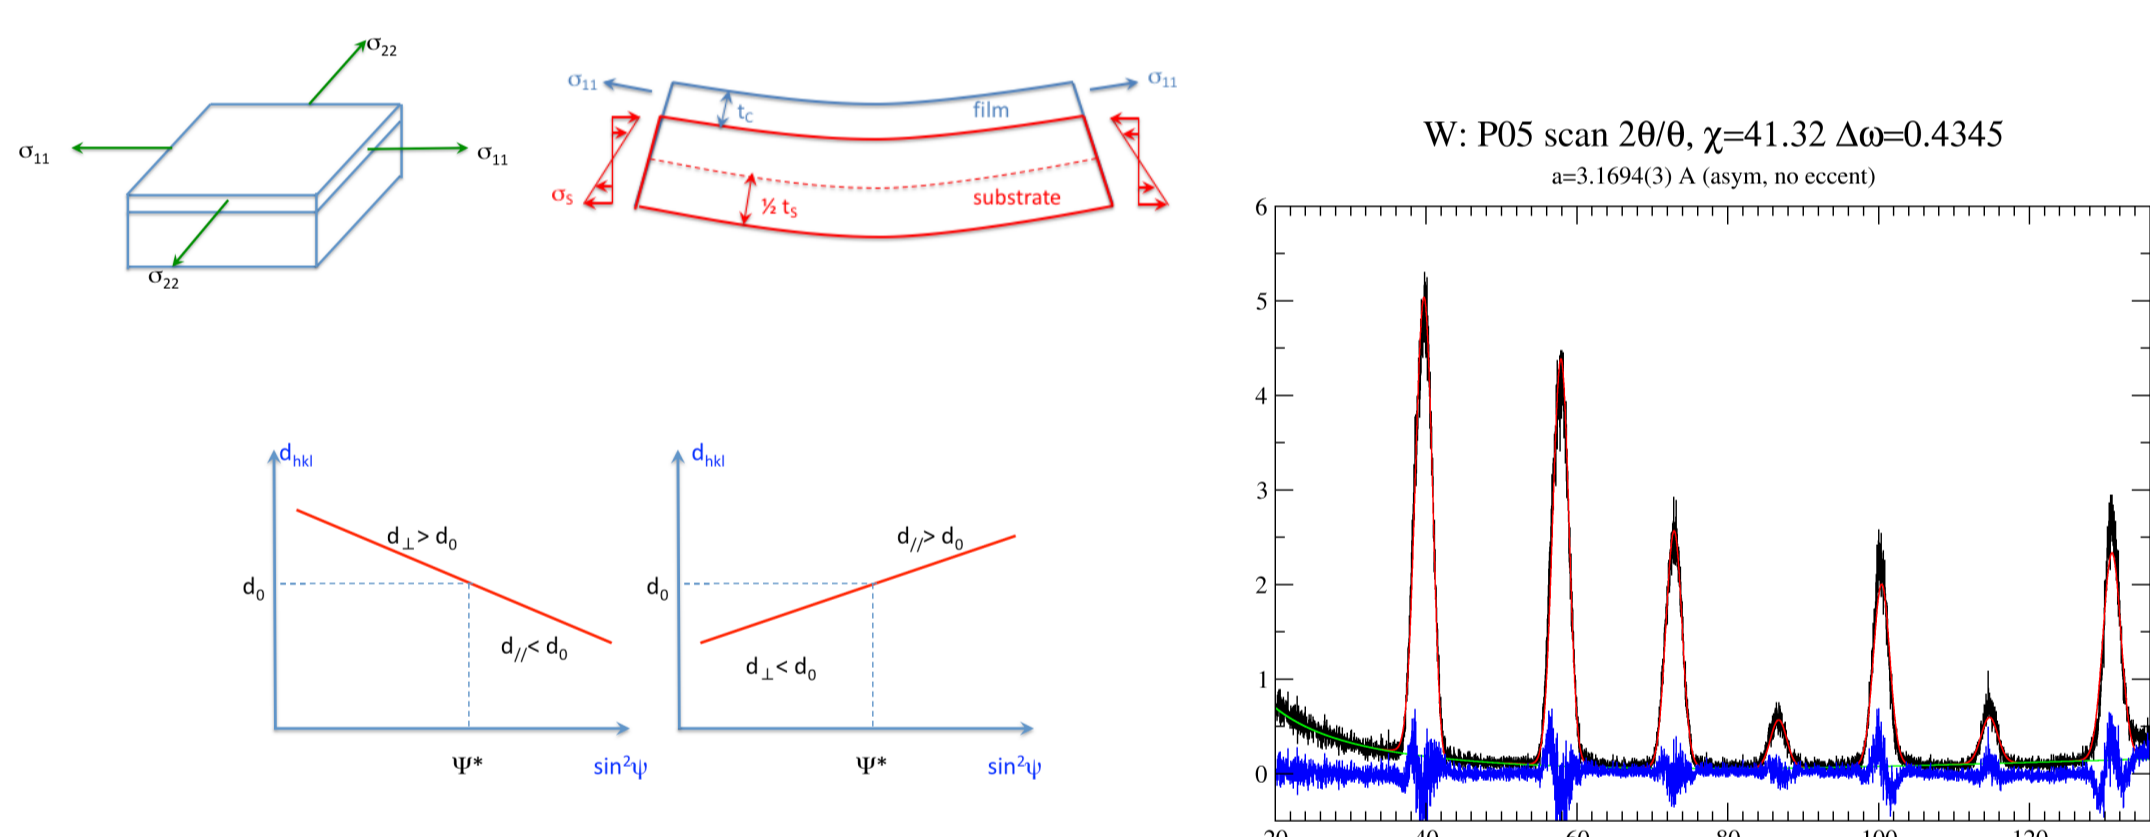 σ22
σ11
σ11
σ22
σ11
σ11
tC
film
σS
½ tS
substrate
dhkl
d⊥> d0
d0
d//< d0
Ψ*
sin²ψ
dhkl
d//> d0
d0
d⊥< d0
Ψ*
sin²ψ
W: P05 scan 2θ/θ, χ=41.32 Δω=0.4345
a=3.1694(3) A (asym, no eccent)
6
5
4
3
2
1
0
20 40 60 80 100 120